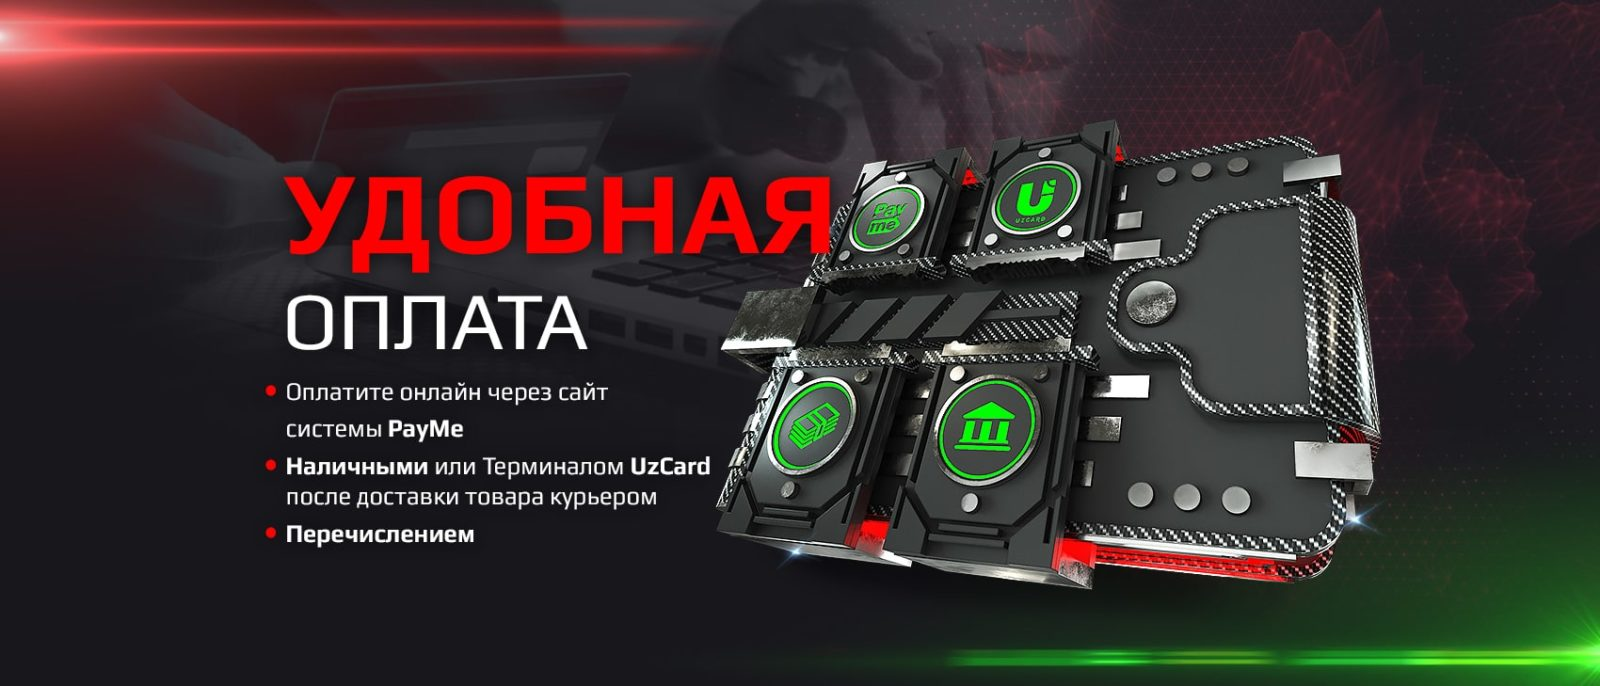 УДОБНАЯ
ОПЛАТА
• Оплатите онлайн через сайт
системы PayMe
• Наличными или Терминалом UzCard
после доставки товара курьером
• Перечислением
Pay
me
UZCARD